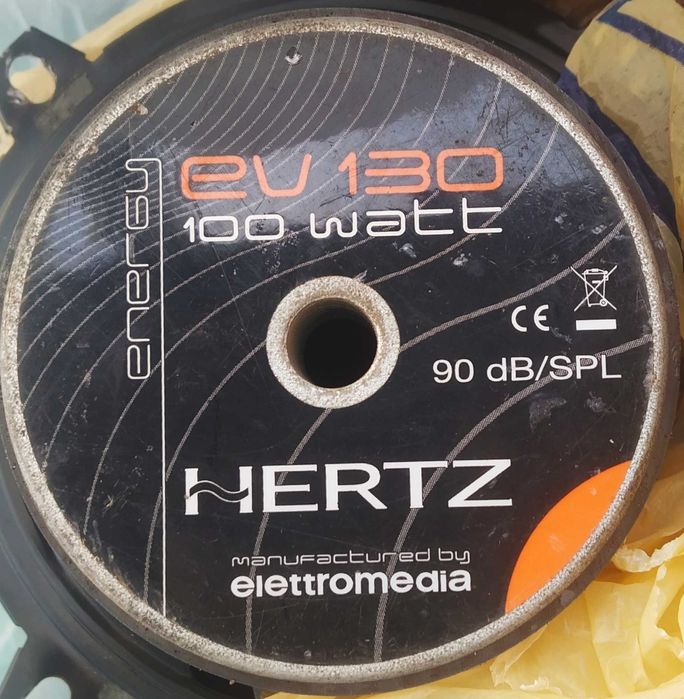 energy
ev 130
100 watt
CE
90 dB/SPL
HERTZ
manufactured by
elettromedia